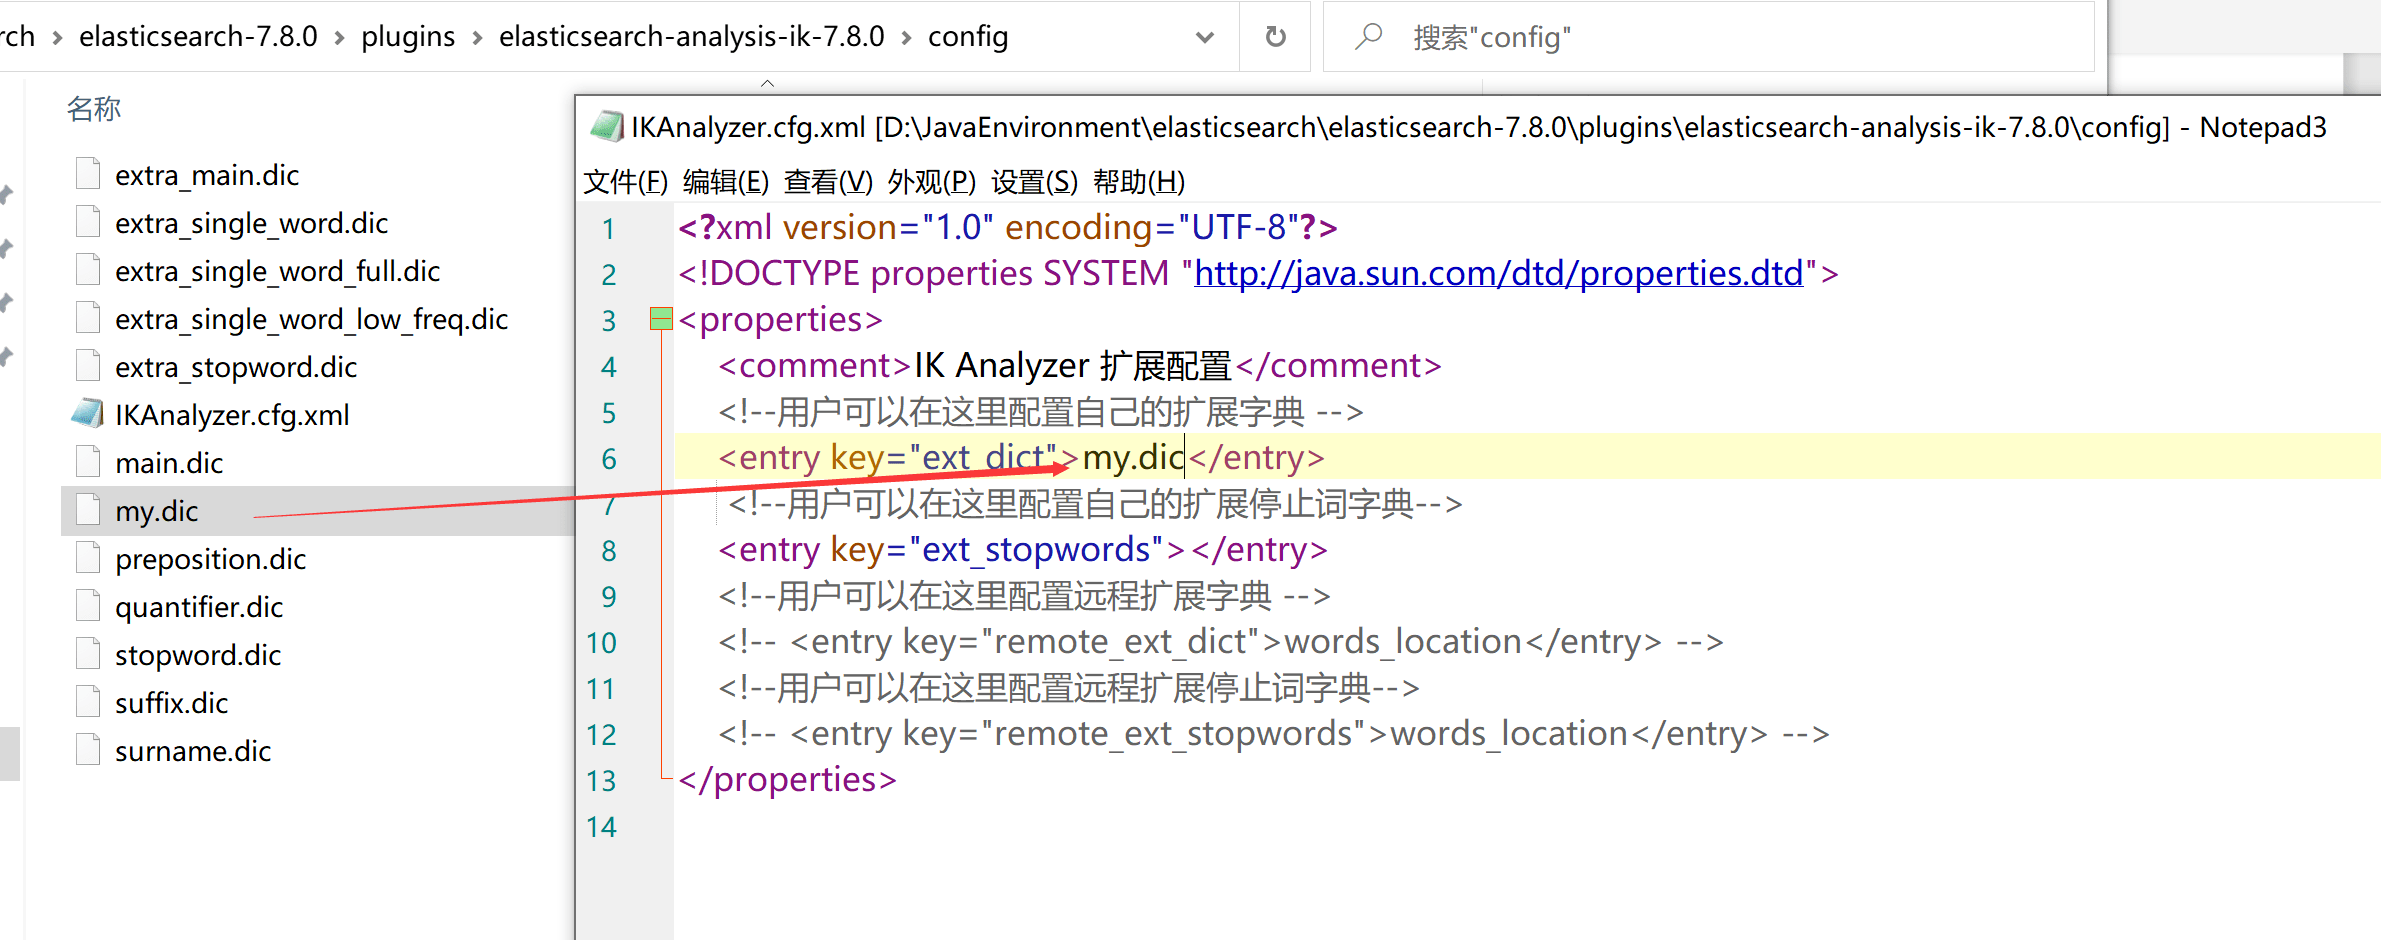 rch > elasticsearch-7.8.0 > plugins > elasticsearch-analysis-ik-7.8.0 > config
搜索"config"
名称
extra_main.dic
extra_single_word.dic
extra_single_word_full.dic
extra_single_word_low_freq.dic
extra_stopword.dic
IKAnalyzer.cfg.xml
main.dic
my.dic
preposition.dic
quantifier.dic
stopword.dic
suffix.dic
surname.dic
IKAnalyzer.cfg.xml [D:\JavaEnvironment\elasticsearch\elasticsearch-7.8.0\plugins\elasticsearch-analysis-ik-7.8.0\config] - Notepad3
文件(F) 编辑(E) 查看(V) 外观(P) 设置(S) 帮助(H)
1 <?xml version="1.0" encoding="UTF-8"?>
2 <!DOCTYPE properties SYSTEM "http://java.sun.com/dtd/properties.dtd">
3 <properties>
4 <comment>IK Analyzer 扩展配置</comment>
5 <!--用户可以在这里配置自己的扩展字典 -->
6 <entry key="ext_dict">my.dic</entry>
7 <!--用户可以在这里配置自己的扩展停止词字典-->
8 <entry key="ext_stopwords"></entry>
9 <!--用户可以在这里配置远程扩展字典 -->
10 <!-- <entry key="remote_ext_dict">words_location</entry> -->
11 <!--用户可以在这里配置远程扩展停止词字典-->
12 <!-- <entry key="remote_ext_stopwords">words_location</entry> -->
13 </properties>
14